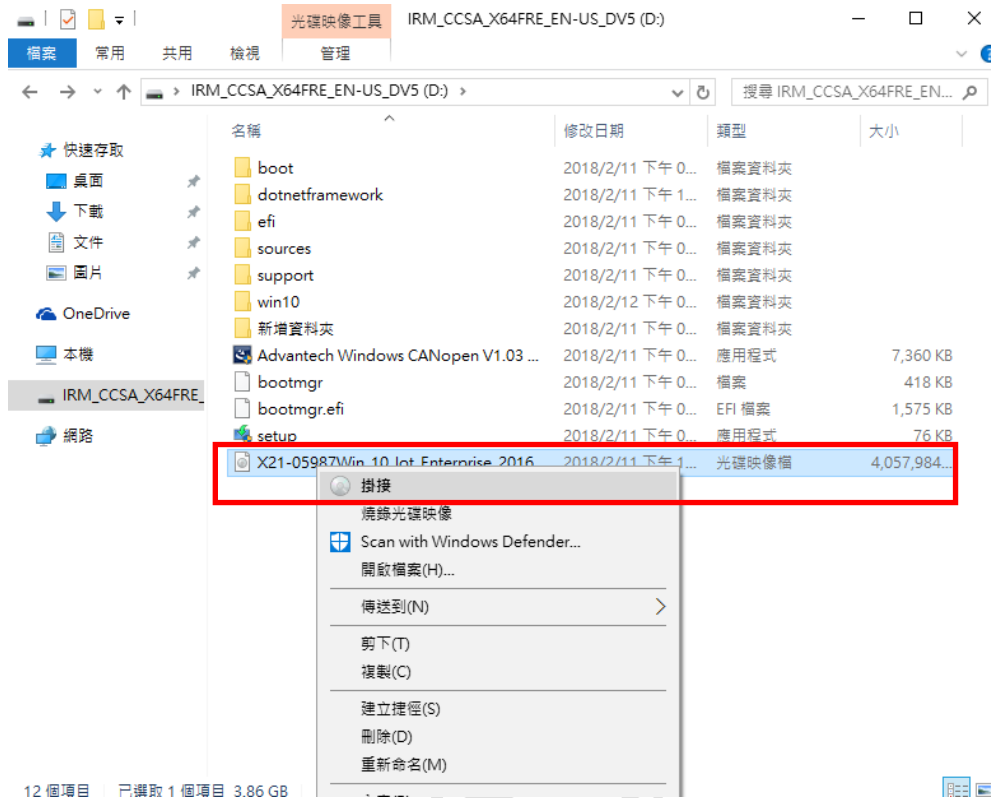 光碟映像工具 IRM_CCSA_X64FRE_EN-US_DV5 (D:)
檔案 常用 共用 檢視 管理
IRM_CCSA_X64FRE_EN-US_DV5 (D:) 搜尋 IRM_CCSA_X64FRE_EN...
快速存取
桌面
下載
文件
圖片
OneDrive
本機
IRM_CCSA_X64FRE_
網路
名稱 修改日期 類型 大小
boot 2018/2/11 下午 0... 檔案資料夾
dotnetframework 2018/2/11 下午 1... 檔案資料夾
efi 2018/2/11 下午 0... 檔案資料夾
sources 2018/2/11 下午 0... 檔案資料夾
support 2018/2/11 下午 0... 檔案資料夾
win10 2018/2/12 下午 0... 檔案資料夾
新增資料夾 2018/2/11 下午 0... 檔案資料夾
Advantech Windows CANopen V1.03 ... 2018/2/11 下午 0... 應用程式 7,360 KB
bootmgr 2018/2/11 下午 0... 檔案 418 KB
bootmgr.efi 2018/2/11 下午 0... EFI 檔案 1,575 KB
setup 2018/2/11 下午 0... 應用程式 76 KB
X21-05987Win_10_Iot_Enterprise_2016... 2018/2/11 下午 1... 光碟映像檔 4,057,984...
掛接
燒錄光碟映像
Scan with Windows Defender...
開啟檔案(H)...
傳送到(N)
剪下(T)
複製(C)
建立捷徑(S)
刪除(D)
重新命名(M)
12 個項目 已選取 1 個項目 3.86 GB